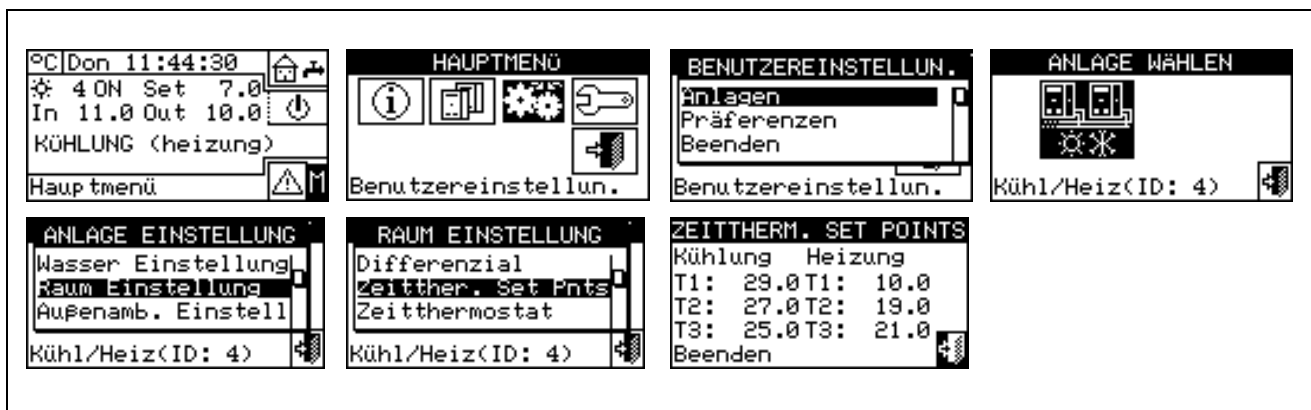 °C Don 11:44:30
4 ON Set 7.0
In 11.0 Out 10.0
KÜHLUNG (heizung)
Haup tmenü M
HAUPTMENÜ
Benutzereinstellun.
BENUTZEREINSTELLUN.
Anlagen
Präferenzen
Beenden
Benutzereinstellun.
ANLAGE WÄHLEN
Kühl/Heiz(ID: 4)
ANLAGE EINSTELLUNG
Wasser Einstellung
Raum Einstellung
Außenamb. Einstell
Kühl/Heiz(ID: 4)
RAUM EINSTELLUNG
Differenzial
Zeitther. Set Pnts
Zeitthermostat
Kühl/Heiz(ID: 4)
ZEITTHERM. SET POINTS
Kühlung Heizung
T1: 29.0 T1: 10.0
T2: 27.0 T2: 19.0
T3: 25.0 T3: 21.0
Beenden